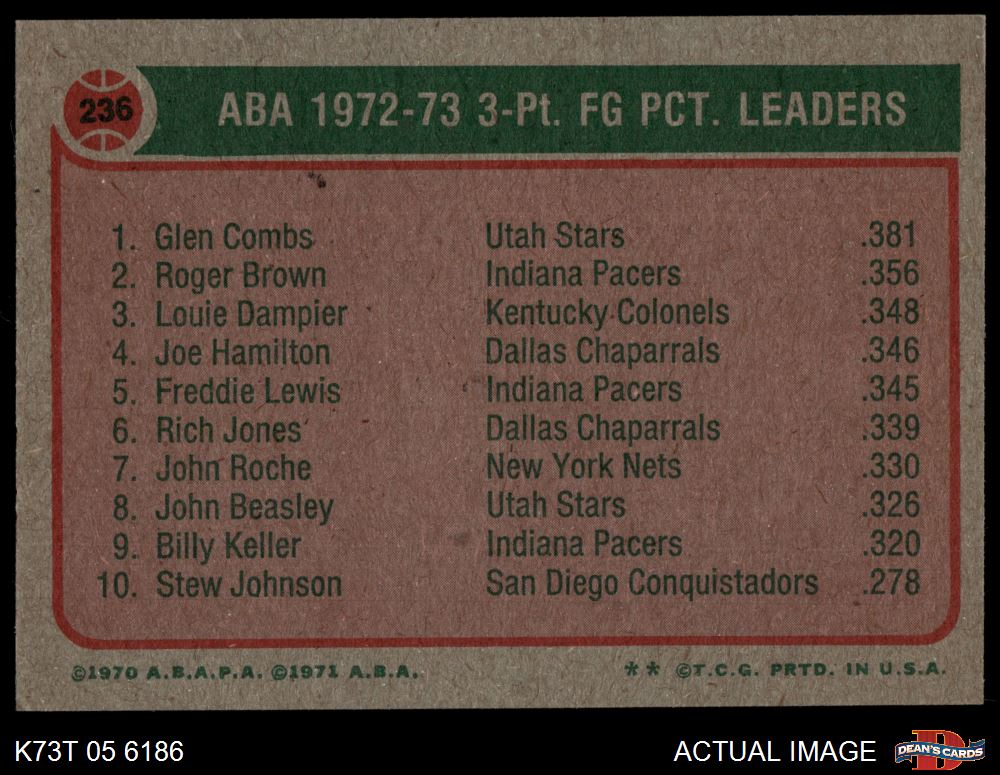 236
ABA 1972-73 3-Pt. FG PCT. LEADERS
1. Glen Combs Utah Stars .381
2. Roger Brown Indiana Pacers .356
3. Louie Dampier Kentucky Colonels .348
4. Joe Hamilton Dallas Chaparrals .346
5. Freddie Lewis Indiana Pacers .345
6. Rich Jones Dallas Chaparrals .339
7. John Roche New York Nets .330
8. John Beasley Utah Stars .326
9. Billy Keller Indiana Pacers .320
10. Stew Johnson San Diego Conquistadors .278
©1970 A.B.A.P.A. ©1971 A.B.A. ** ©T.C.G. PRTD. IN U.S.A.
K73T 05 6186 ACTUAL IMAGE DEAN'S CARDS